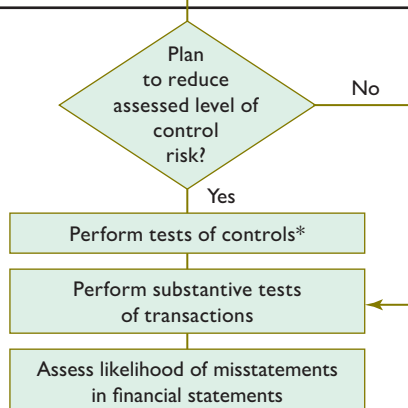 Plan
to reduce
assessed level of
control
risk?
No
Yes
Perform tests of controls*
Perform substantive tests
of transactions
Assess likelihood of misstatements
in financial statements